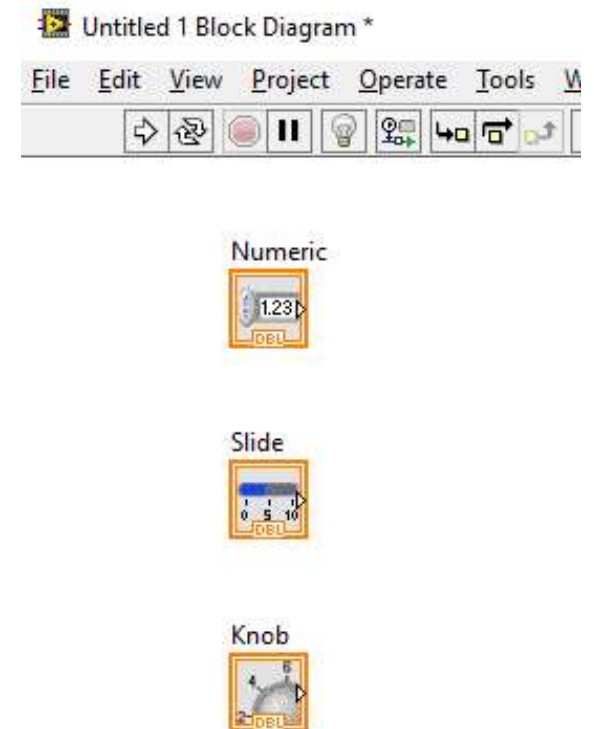 Untitled 1 Block Diagram *
File Edit View Project Operate Tools W
Numeric
1.23
DBL
Slide
0 5 10
DBL
Knob
2 4 6
DBL